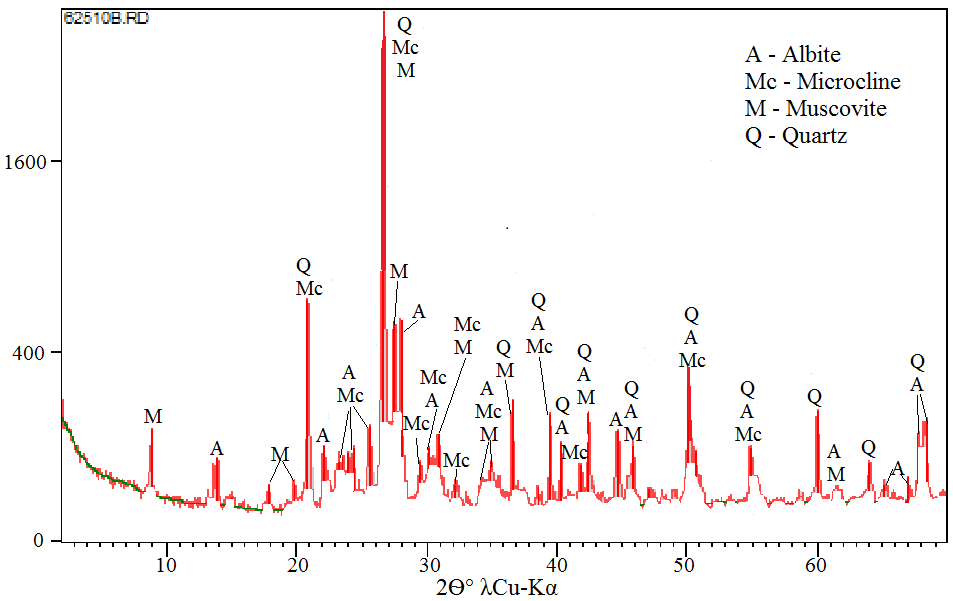 62510B.RD
A - Albite
Mc - Microcline
M - Muscovite
Q - Quartz
Q
Mc
M
1600
400
0
M
A
Q
Mc
M
A
A
Mc
M
A
Mc
Mc
A
Mc
M
Mc
A
Mc
M
Q
M
Q
A
Mc
Q
A
Mc
Q
A
M
A
Q
A
M
Q
A
Mc
Q
A
Mc
Q
A
M
Q
A
Q
A
10
20
30
40
50
60
2Θ° λCu-Kα